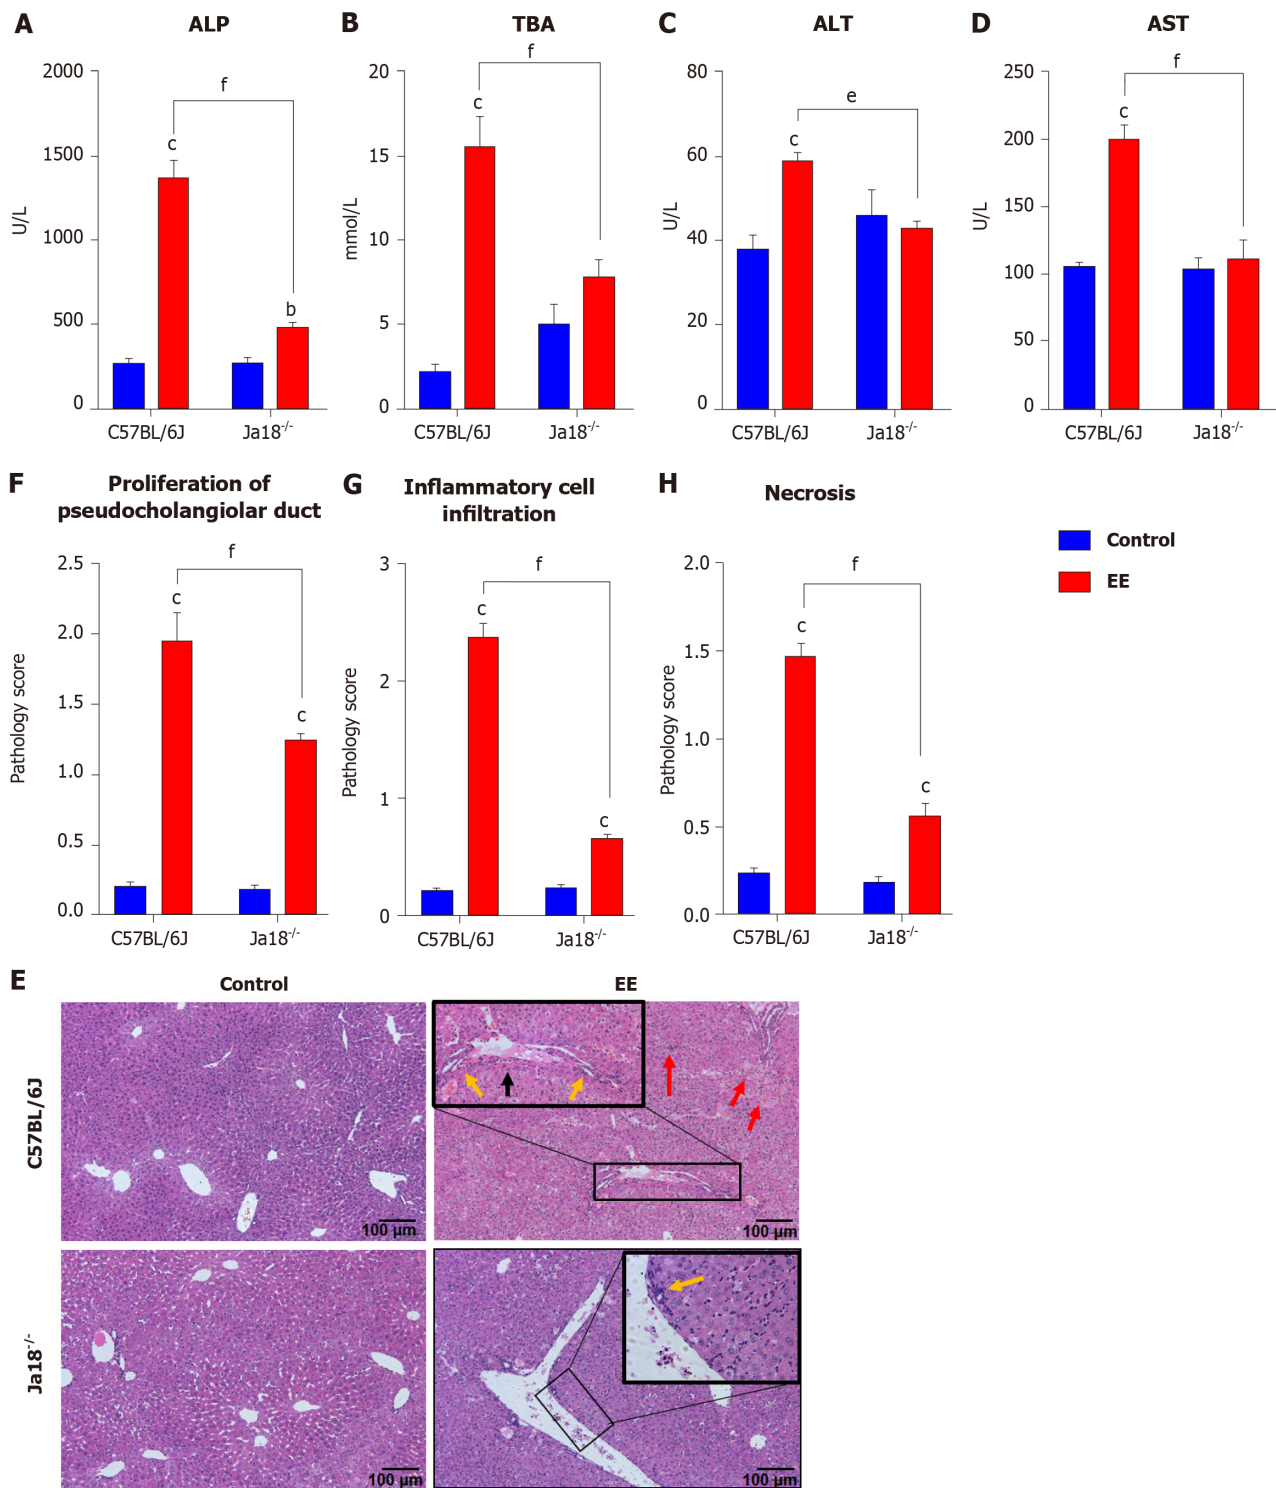 A
ALP
U/L
2000
1500
1000
500
0
f
c
b
C57BL/6J
Ja18-/-
B
TBA
mmol/L
20
15
10
5
0
f
c
C57BL/6J
Ja18-/-
C
ALT
U/L
80
60
40
20
0
e
c
C57BL/6J
Ja18-/-
D
AST
U/L
250
200
150
100
50
0
f
c
C57BL/6J
Ja18-/-
F
Proliferation of
pseudocholangiolar duct
Pathology score
2.5
2.0
1.5
1.0
0.5
0.0
f
c
c
C57BL/6J
Ja18-/-
G
Inflammatory cell
infiltration
Pathology score
3
2
1
0
f
c
c
C57BL/6J
Ja18-/-
H
Necrosis
Pathology score
2.0
1.5
1.0
0.5
0.0
f
c
c
C57BL/6J
Ja18-/-
Control
EE
E
Control
EE
C57BL/6J
100 μm
100 μm
Ja18-/-
100 μm
100 μm